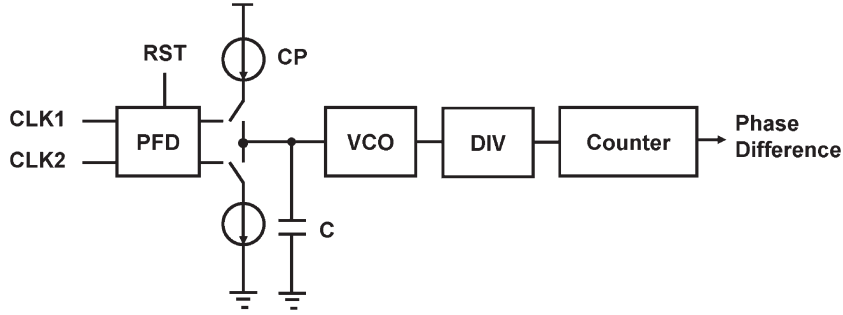 RST
CP
CLK1
CLK2
PFD
VCO
DIV
Counter
Phase
Difference
C